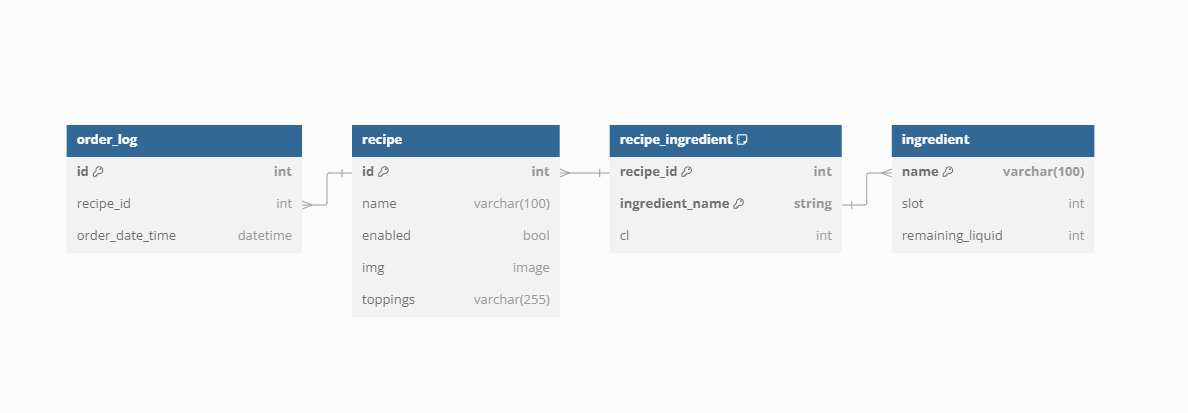 order_log
id int
recipe_id int
order_date_time datetime
recipe
id int
name varchar(100)
enabled bool
img image
toppings varchar(255)
recipe_ingredient
recipe_id int
ingredient_name string
cl int
ingredient
name varchar(100)
slot int
remaining_liquid int